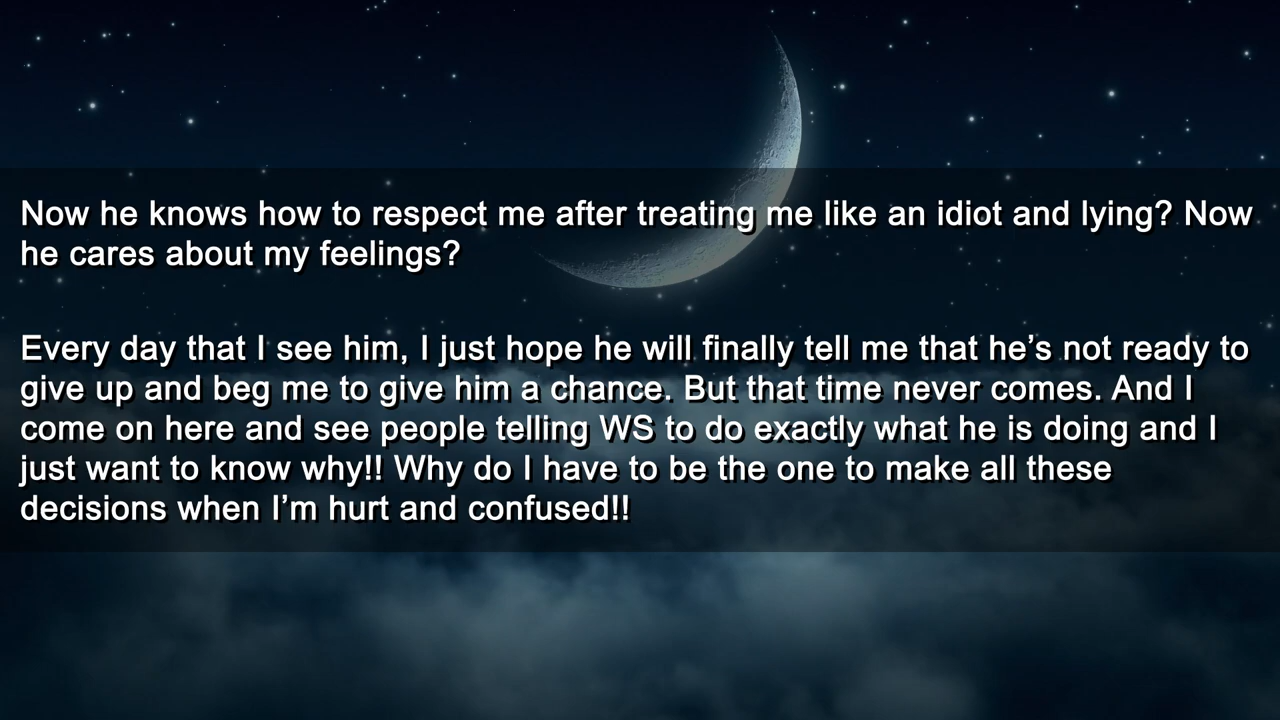 Now he knows how to respect me after treating me like an idiot and lying? Now
he cares about my feelings?
Every day that I see him, I just hope he will finally tell me that he’s not ready to
give up and beg me to give him a chance. But that time never comes. And I
come on here and see people telling WS to do exactly what he is doing and I
just want to know why!! Why do I have to be the one to make all these
decisions when I’m hurt and confused!!